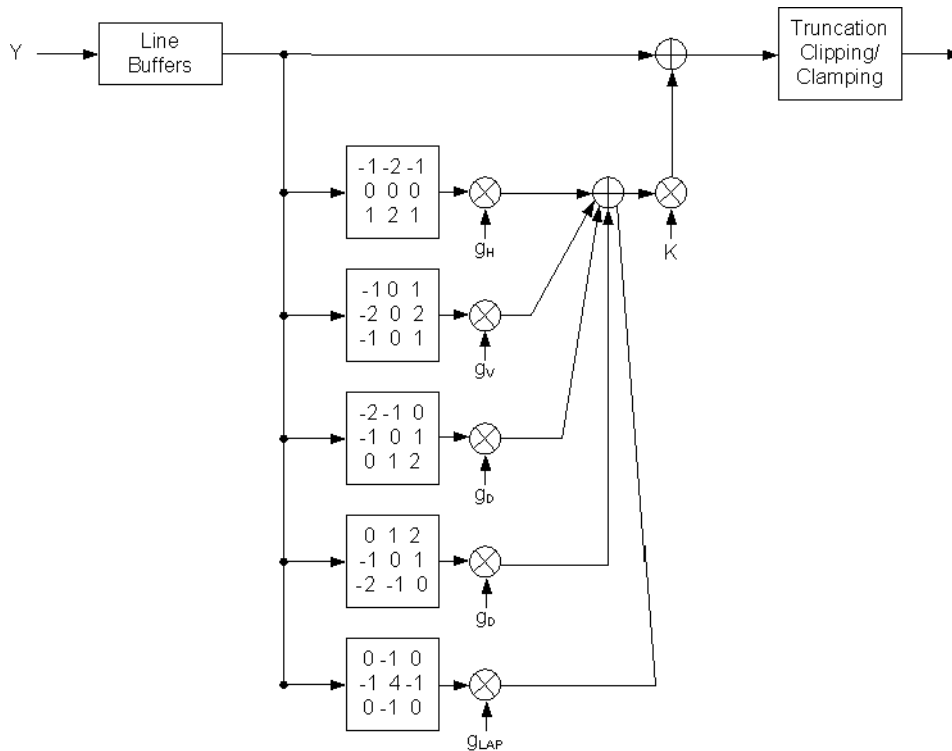 Y
Line
Buffers
Truncation
Clipping/
Clamping
-1 -2 -1
0 0 0
1 2 1
gH
K
-1 0 1
-2 0 2
-1 0 1
gV
-2 -1 0
-1 0 1
0 1 2
gD
0 1 2
-1 0 1
-2 -1 0
gD
0 -1 0
-1 4 -1
0 -1 0
gLAP